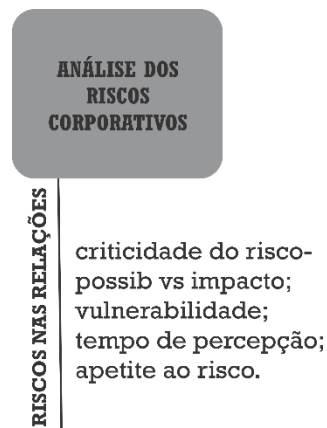 ANÁLISE DOS
RISCOS
CORPORATIVOS
RISCOS NAS RELAÇÕES
criticidade do risco-
possib vs impacto;
vulnerabilidade;
tempo de percepção;
apetite ao risco.